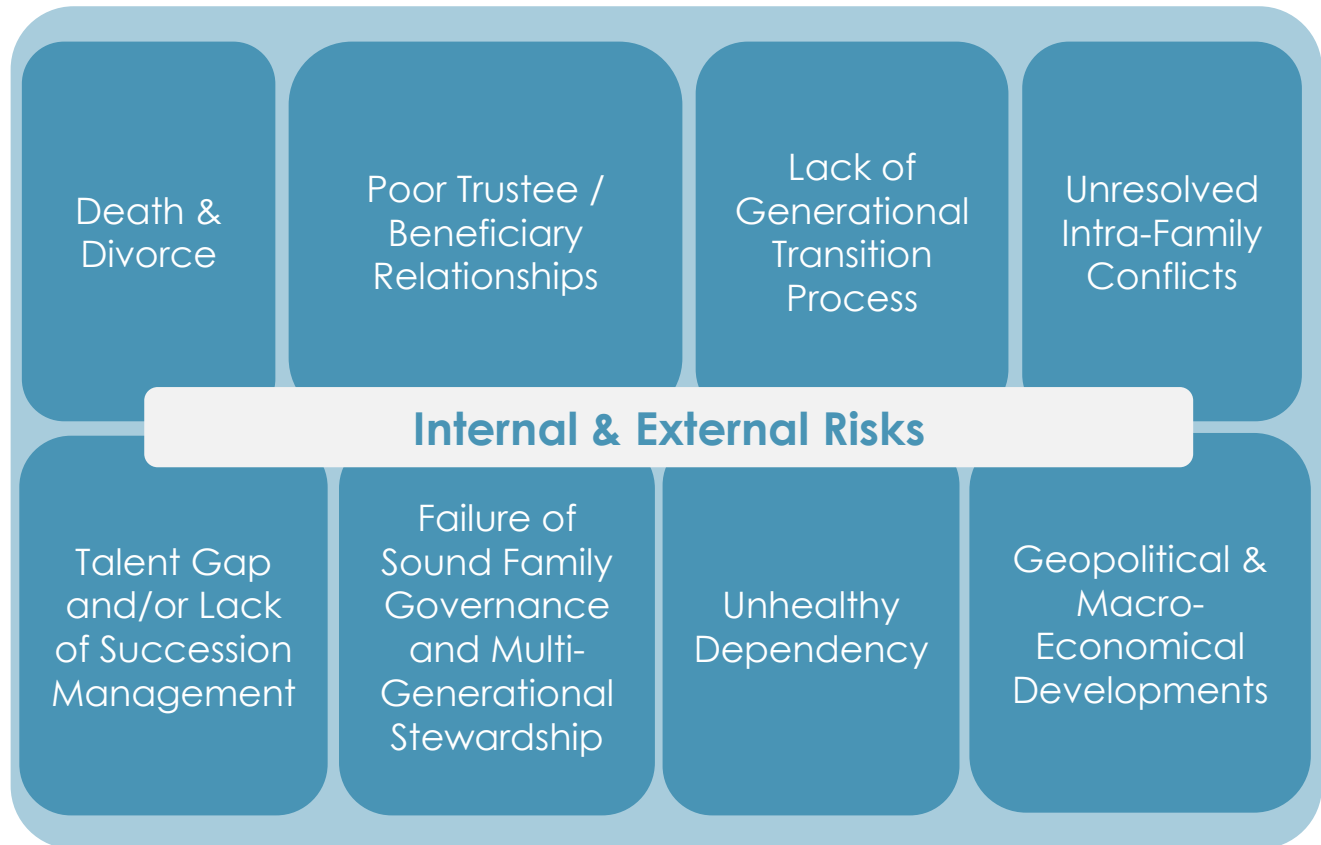 Death &
Divorce
Poor Trustee /
Beneficiary
Relationships
Lack of
Generational
Transition
Process
Unresolved
Intra-Family
Conflicts
Internal & External Risks
Talent Gap
and/or Lack
of Succession
Management
Failure of
Sound Family
Governance
and Multi-
Generational
Stewardship
Unhealthy
Dependency
Geopolitical &
Macro-
Economical
Developments